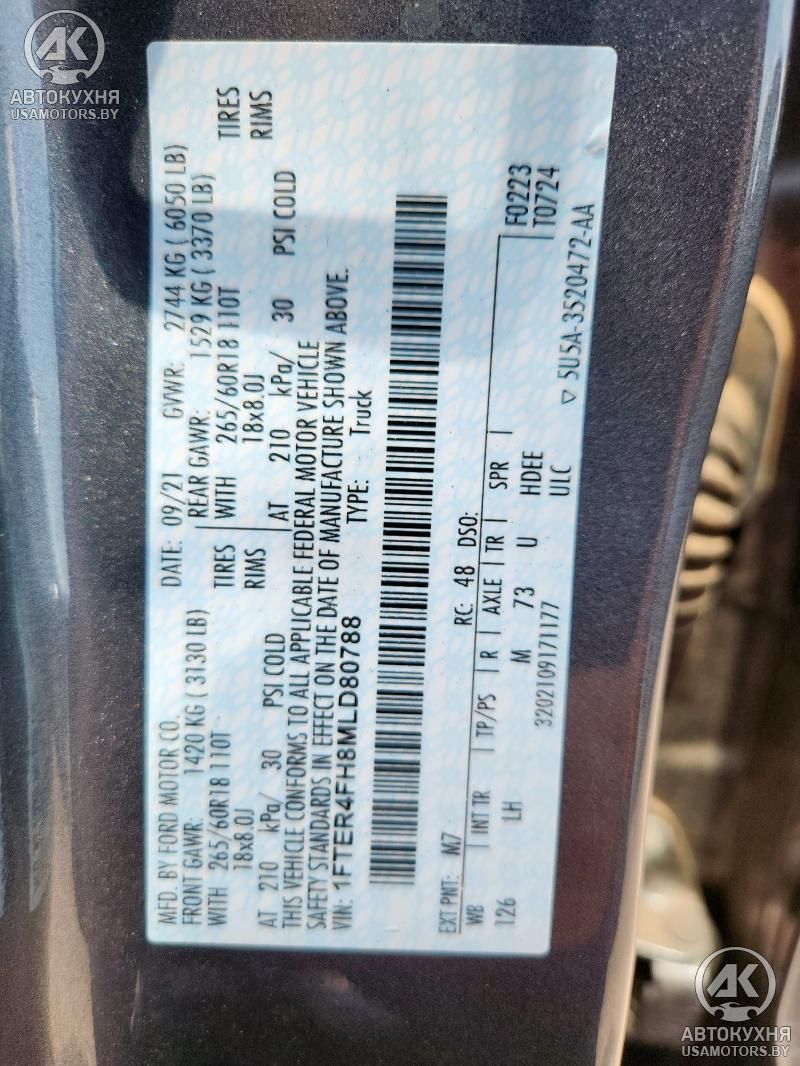 AK
АВТОКУХНЯ
USAMOTORS.BY
MFD. BY FORD MOTOR CO.
DATE: 09/21 GVWR: 2744 KG ( 6050 LB)
FRONT GAWR: 1420 KG ( 3130 LB) REAR GAWR: 1529 KG ( 3370 LB)
WITH 265/60R18 110T TIRES WITH 265/60R18 110T TIRES
18x8.0J RIMS 18x8.0J RIMS
AT 210 kPa/ 30 PSI COLD AT 210 kPa/ 30 PSI COLD
THIS VEHICLE CONFORMS TO ALL APPLICABLE FEDERAL MOTOR VEHICLE
SAFETY STANDARDS IN EFFECT ON THE DATE OF MANUFACTURE SHOWN ABOVE.
VIN: 1FTER4FH8MLD80788 TYPE: Truck
EXT PNT: M7 RC: 48 DSO: F0223
WB INT TR TP/PS R AXLE TR SPR T0724
126 LH M 73 U HDEE
3202109171177 ULC
▽ 5U5A-3520472-AA
AK
АВТОКУХНЯ
USAMOTORS.BY